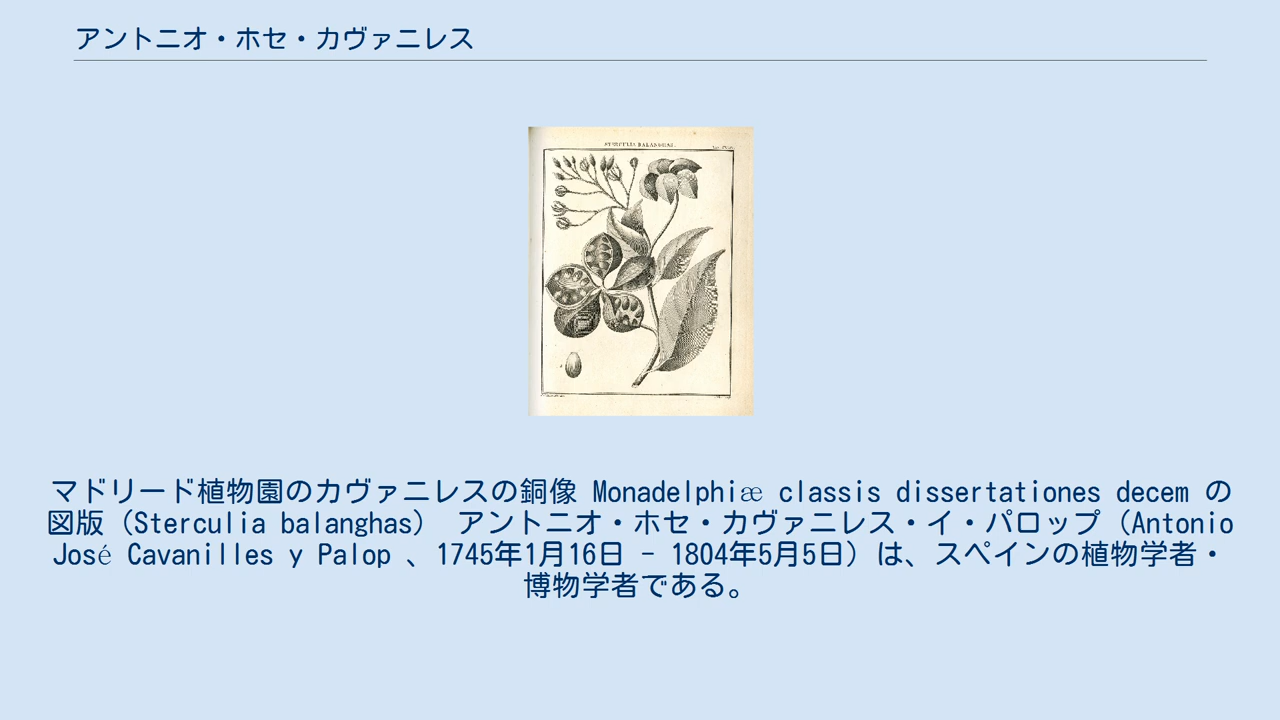 アントニオ・ホセ・カヴァニレス
STERCULIA BALANGHAS.
マドリード植物園のカヴァニレスの銅像 Monadelphiæ classis dissertationes decem の
図版（Sterculia balanghas） アントニオ・ホセ・カヴァニレス・イ・パロップ（Antonio
José Cavanilles y Palop 、1745年1月16日 - 1804年5月5日）は、スペインの植物学者・
博物学者である。